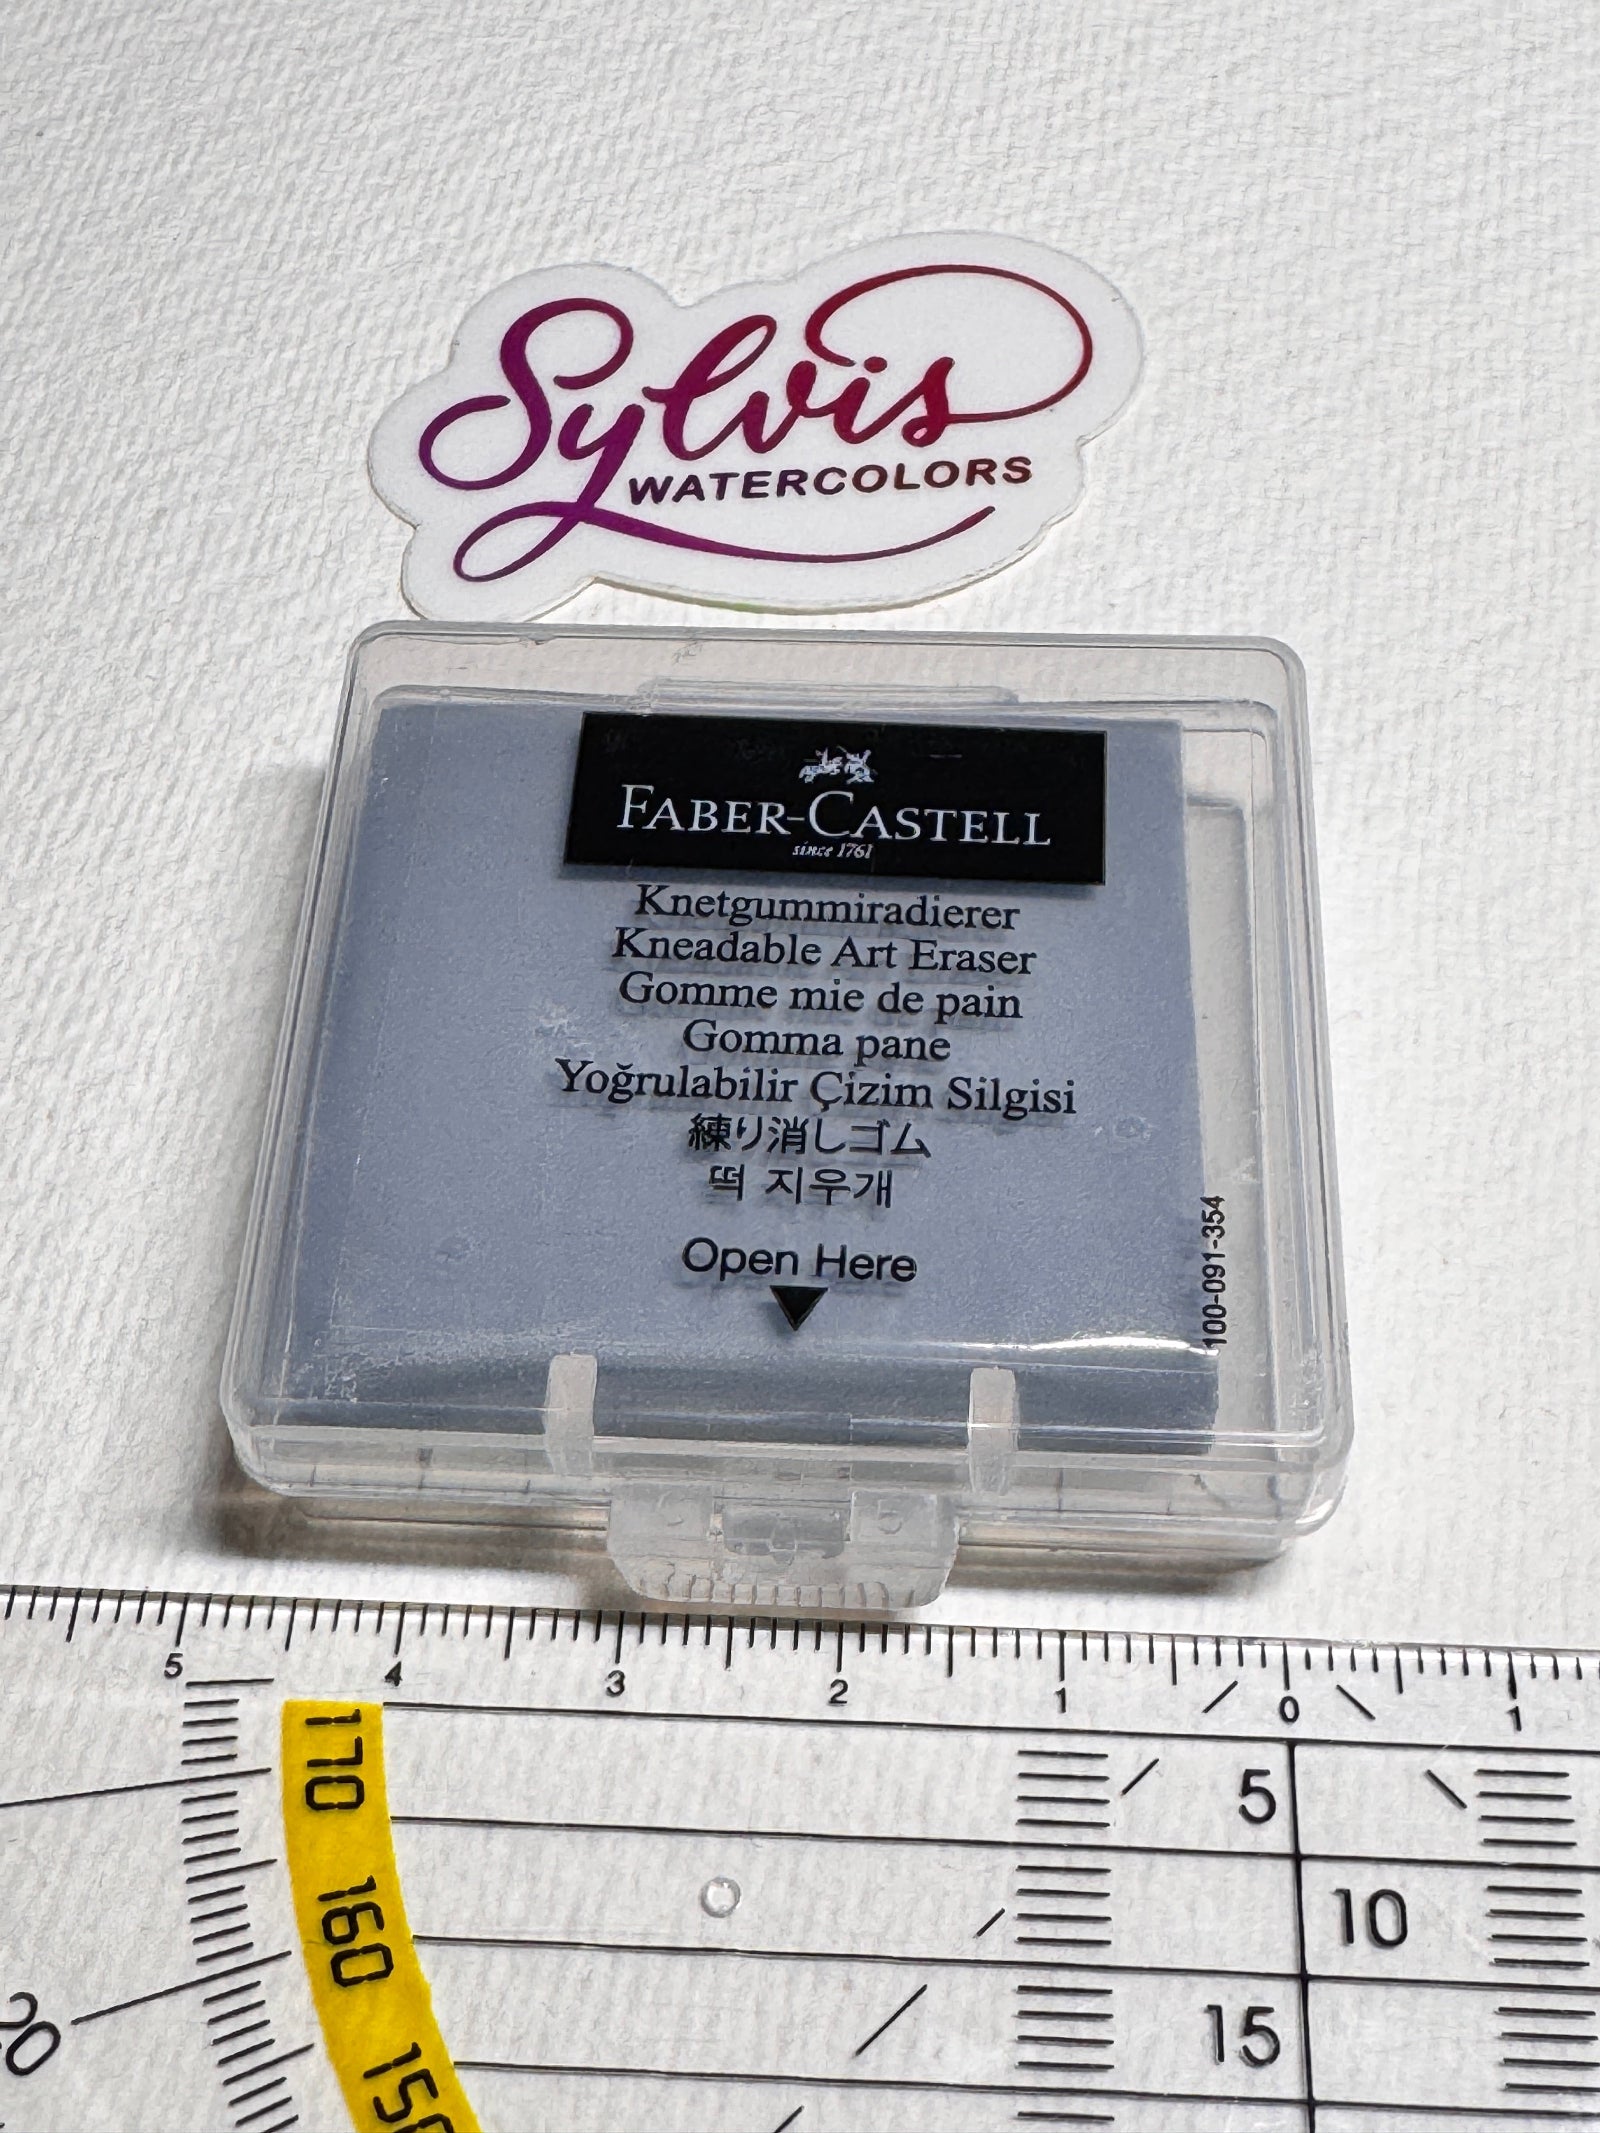 Sylvis
WATERCOLORS
FABER-CASTELL
since 1761
Knetgummiradierer
Kneadable Art Eraser
Gomme mie de pain
Gomma pane
Yoğrulabilir Çizim Silgisi
練り消しゴム
떡 지우개
Open Here
100-091-354
5 4 3 2 1 0 1
170
5
160
10
20
15
150